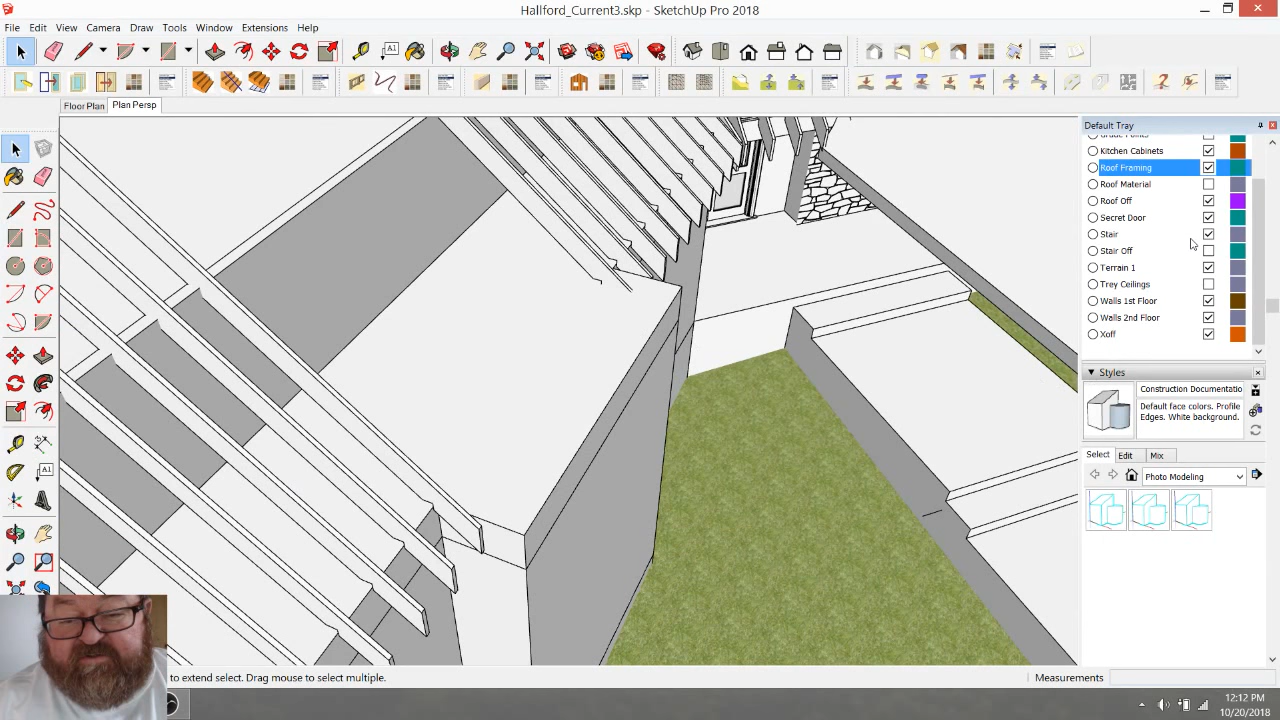 Hallford_Current3.skp - SketchUp Pro 2018
File Edit View Camera Draw Tools Window Extensions Help
A1
Floor Plan Plan Persp
Default Tray
Kitchen Cabinets
Roof Framing
Roof Material
Roof Off
Secret Door
Stair
Stair Off
Terrain 1
Trey Ceilings
Walls 1st Floor
Walls 2nd Floor
Xoff
Styles
Construction Documentatio
Default face colors. Profile
Edges. White background.
Select Edit Mix
Photo Modeling
A1
to extend select. Drag mouse to select multiple.
Measurements
12:12 PM
10/20/2018